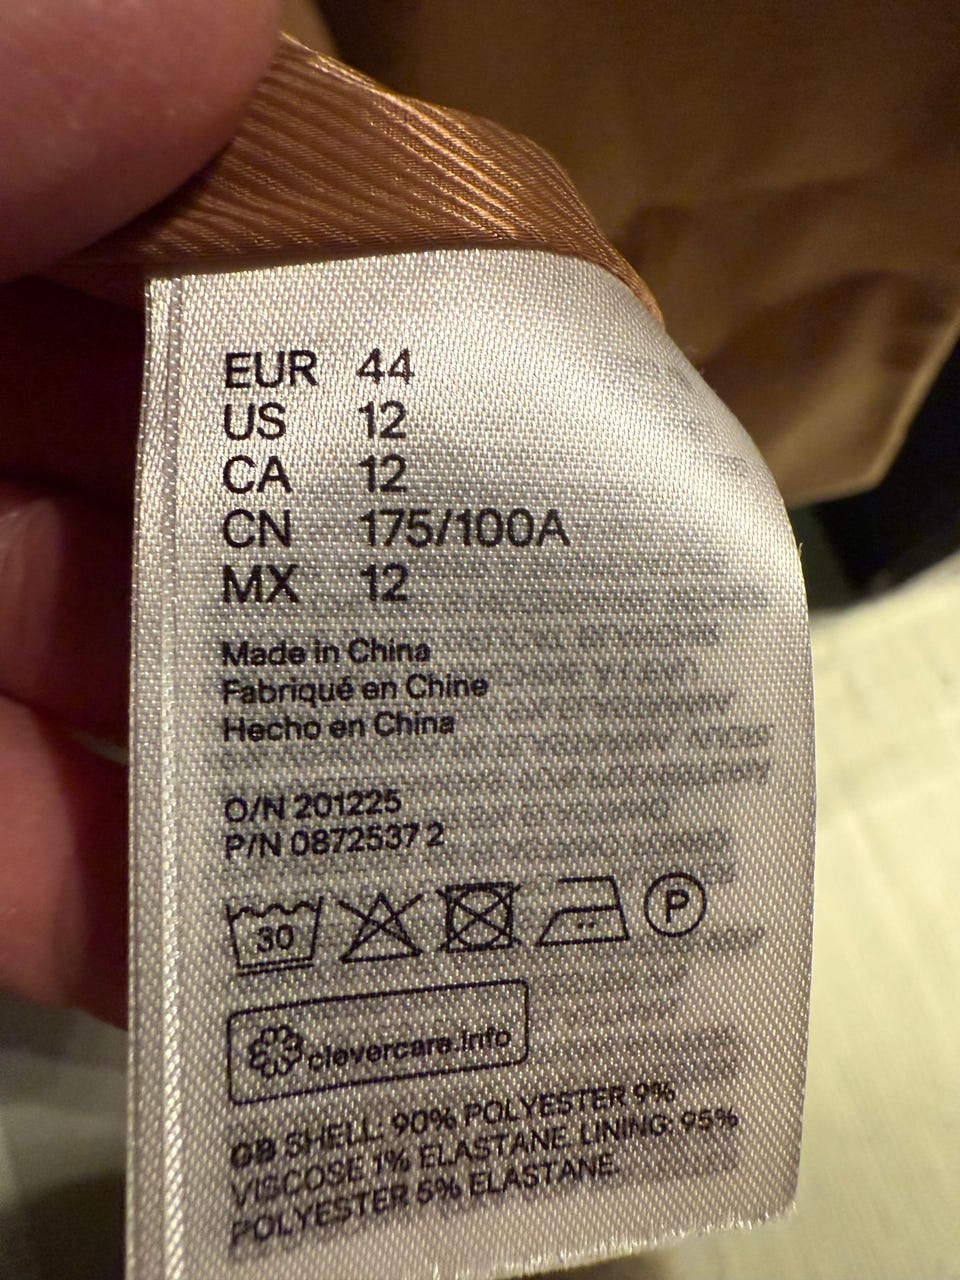 EUR 44
US 12
CA 12
CN 175/100A
MX 12
Made in China
Fabriqué en Chine
Hecho en China
O/N 201225
P/N 0872537 2
30
P
clevercare.info
GB SHELL: 90% POLYESTER 9%
VISCOSE 1% ELASTANE. LINING: 95%
POLYESTER 5% ELASTANE.